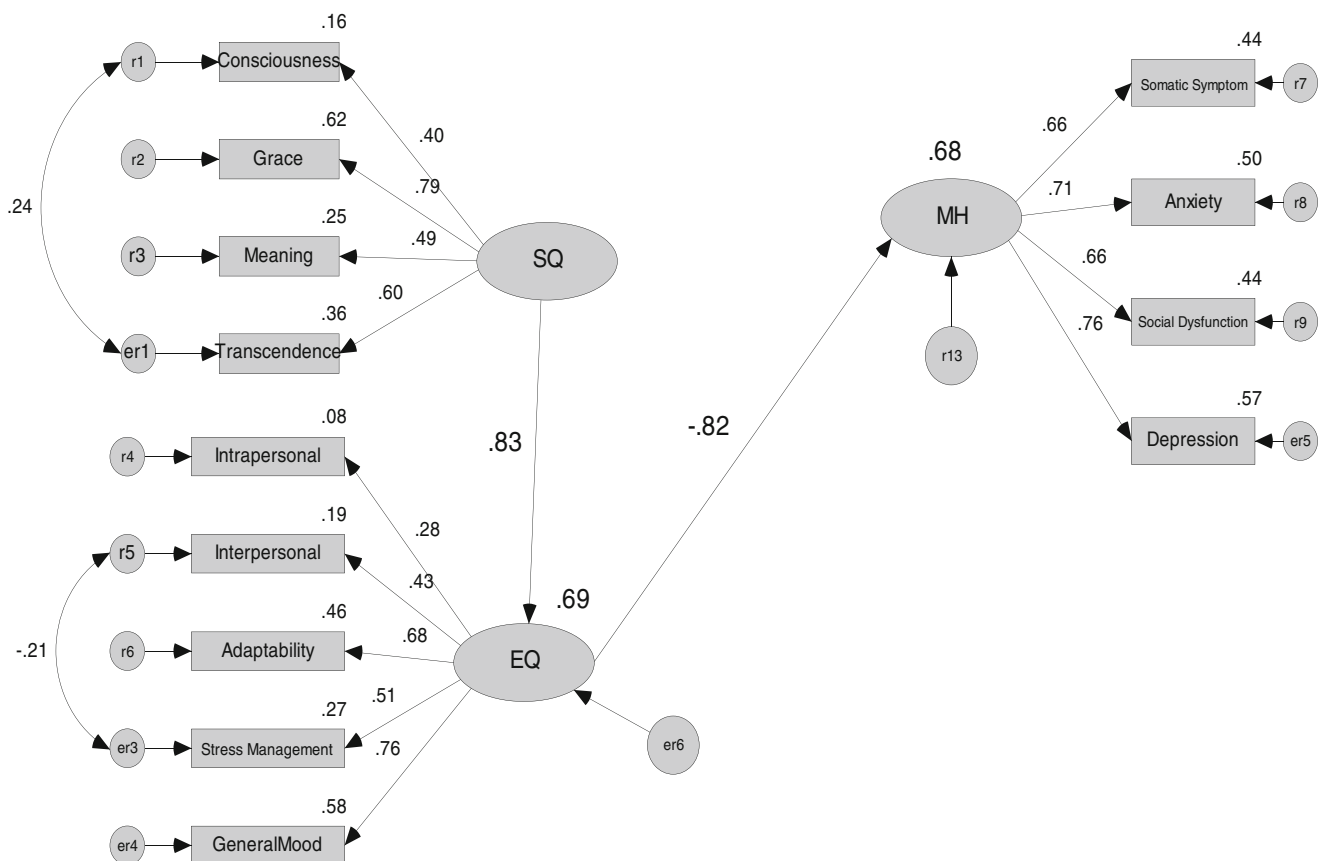 .16
r1
Consciousness
.40
.62
r2
Grace
.79
.24
.25
r3
Meaning
.49
SQ
.60
.36
er1
Transcendence
.08
r4
Intrapersonal
.83
.28
.19
r5
Interpersonal
.43
.69
.46
-.21
r6
Adaptability
.68
EQ
.51
.27
er3
Stress Management
.76
er6
.58
er4
GeneralMood
-.82
.68
MH
r13
.44
.66
Somatic Symptom
r7
.50
.71
Anxiety
r8
.66
.44
Social Dysfunction
r9
.76
.57
Depression
er5